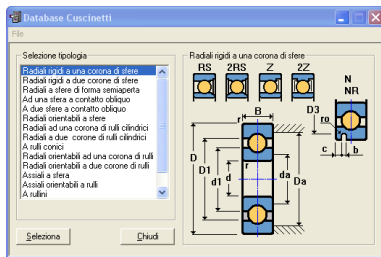 Database Cuscinetti
File
Selezione tipologia
Radiali rigidi a una corona di sfere
Radiali rigidi a due corone di sfere
Radiali a sfere di forma semiaperta
Ad una sfera a contatto obliquo
A due sfere a contatto obliquo
Radiali orientabili a sfere
Radiali ad una corona di rulli cilindrici
Radiali a due corone di rulli cilindrici
A rulli conici
Radiali orientabili ad una corona di rulli
Radiali orientabili a due corone di rulli
Assiali a sfera
Assiali orientabili a rulli
A rullini
Seleziona
Chiudi
Radiali rigidi a una corona di sfere
RS 2RS Z 2Z
N
NR
D3
ro
c b
r B
r
D
D1
d1
d
da
Da